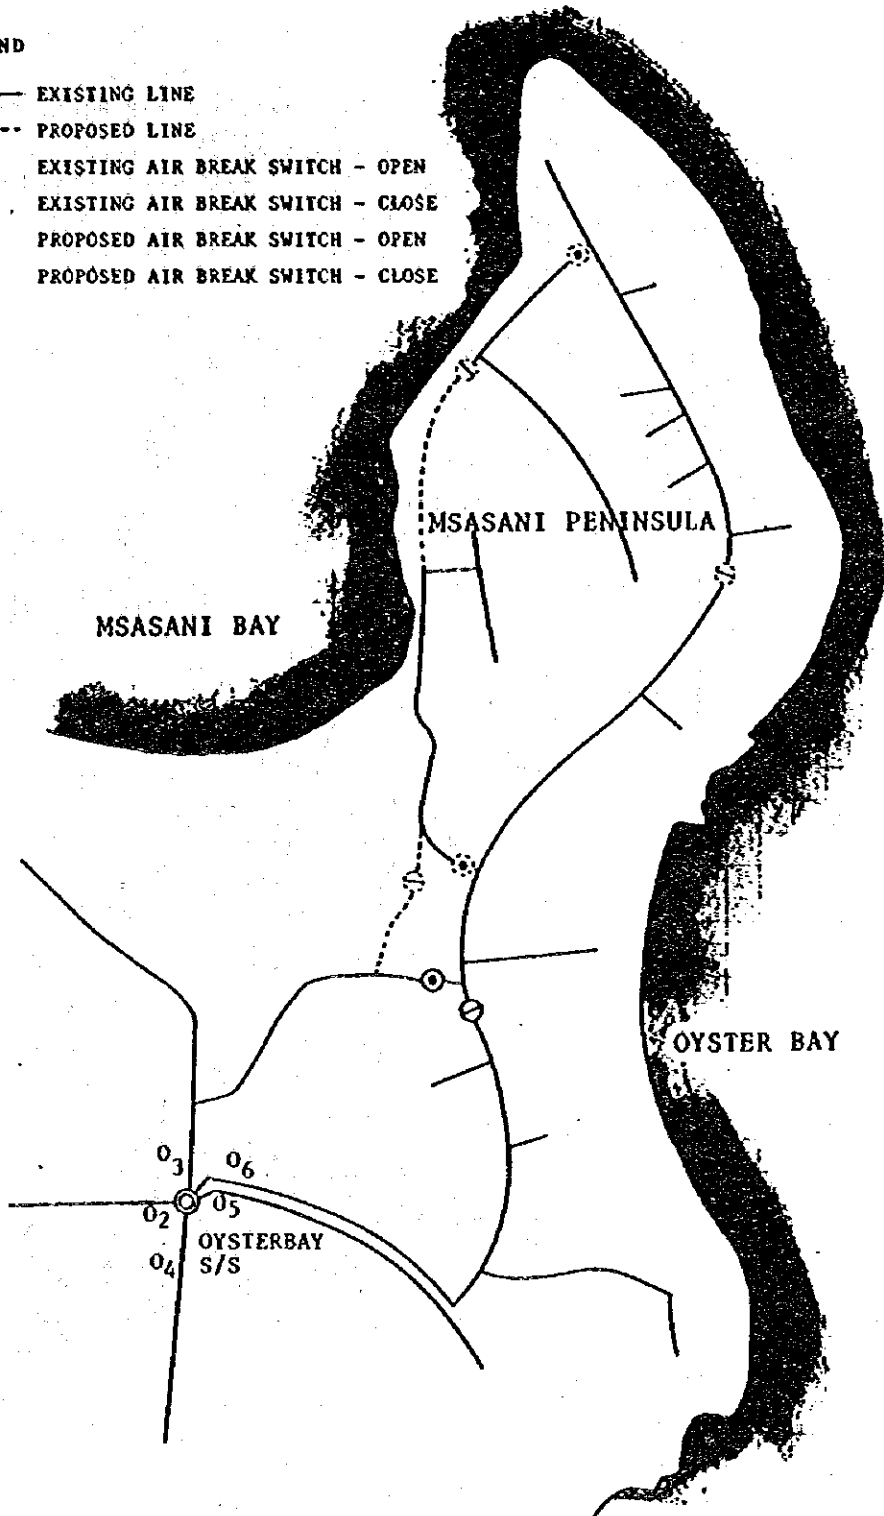 ND
EXISTING LINE
PROPOSED LINE
EXISTING AIR BREAK SWITCH - OPEN
EXISTING AIR BREAK SWITCH - CLOSE
PROPOSED AIR BREAK SWITCH - OPEN
PROPOSED AIR BREAK SWITCH - CLOSE
MSASANI PENINSULA
MSASANI BAY
OYSTER BAY
O3
O6
O2
O5
OYSTERBAY
S/S
O4